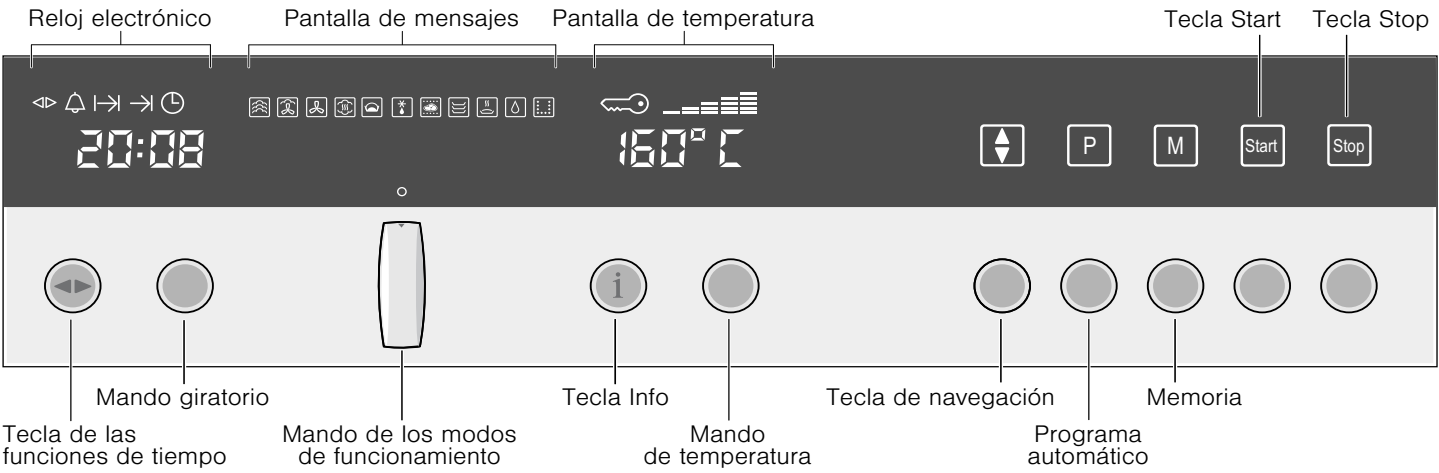 Reloj electrónico
Pantalla de mensajes
Pantalla de temperatura
Tecla Start
Tecla Stop
20:08
160°C
P
M
Start
Stop
i
Mando giratorio
Tecla Info
Tecla de navegación
Memoria
Tecla de las
funciones de tiempo
Mando de los modos
de funcionamiento
Mando
de temperatura
Programa
automático